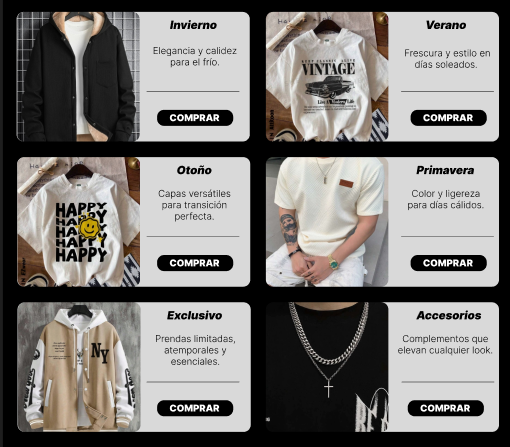 Invierno
Elegancia y calidez
para el frío.
COMPRAR
VINTAGE
Verano
Frescura y estilo en
días soleados.
COMPRAR
HAPPY
HAPPY
HAPPY
HAPPY
HAPPY
Otoño
Capas versátiles
para transición
perfecta.
COMPRAR
Primavera
Color y ligereza
para días cálidos.
COMPRAR
NY
Exclusivo
Prendas limitadas,
atemporales y
esenciales.
COMPRAR
Accesorios
Complementos que
elevan cualquier look.
COMPRAR